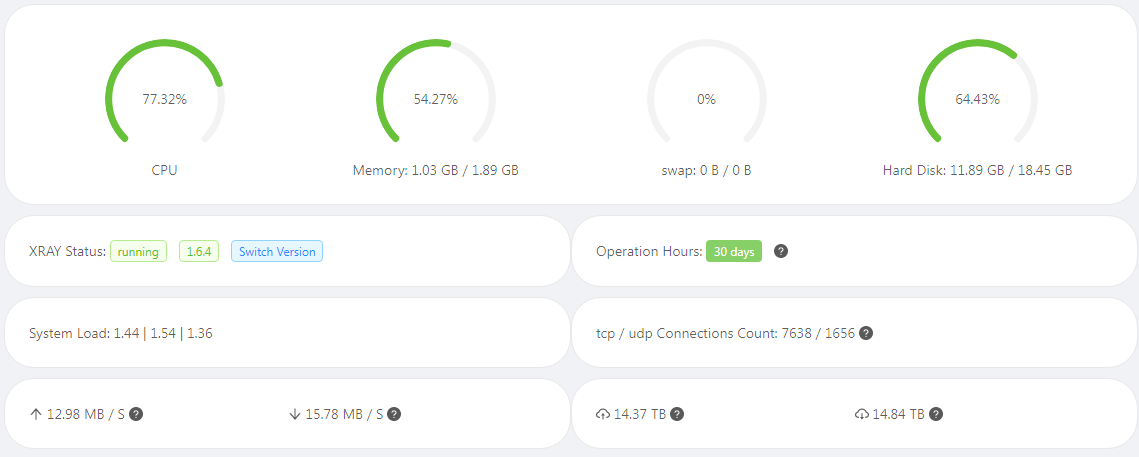 77.32%
54.27%
0%
64.43%
CPU
Memory: 1.03 GB / 1.89 GB
swap: 0 B / 0 B
Hard Disk: 11.89 GB / 18.45 GB
XRAY Status: running 1.6.4 Switch Version
Operation Hours: 30 days ?
System Load: 1.44 | 1.54 | 1.36
tcp / udp Connections Count: 7638 / 1656 ?
↑ 12.98 MB / S ?
↓ 15.78 MB / S ?
14.37 TB ?
14.84 TB ?